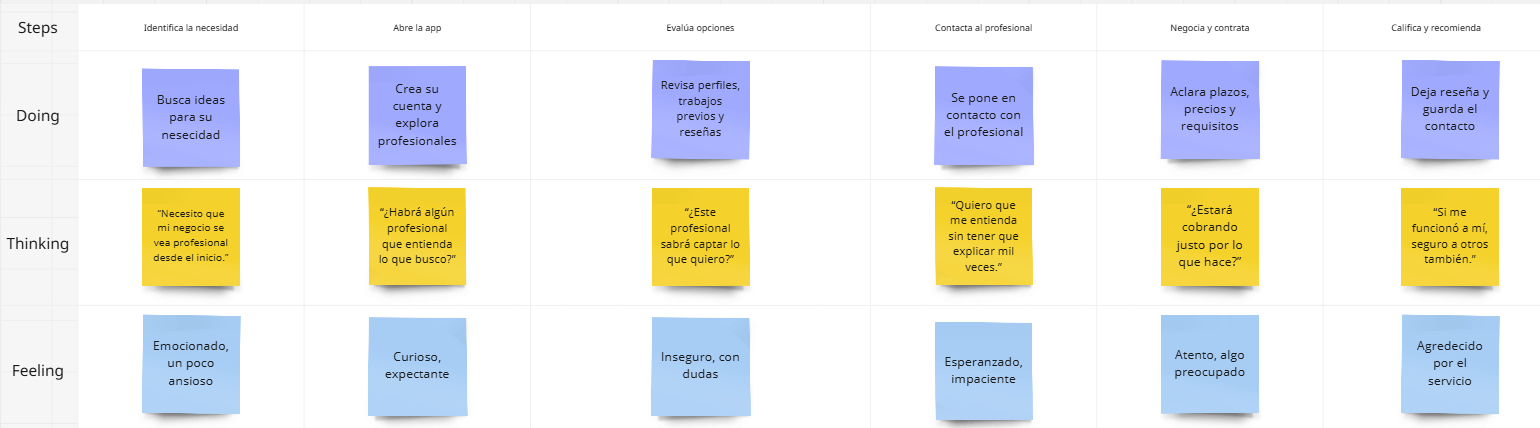 Steps
Identifica la necesidad
Abre la app
Evalúa opciones
Contacta al profesional
Negocia y contrata
Califica y recomienda
Doing
Busca ideas
para su
nesecidad
Crea su
cuenta y
explora
profesionales
Revisa perfiles,
trabajos
previos y
reseñas
Se pone en
contacto con
el profesional
Aclara plazos,
precios y
requisitos
Deja reseña y
guarda el
contacto
Thinking
“Necesito que
mi negocio se
vea profesional
desde el inicio.”
“¿Habrá algún
profesional
que entienda
lo que busco?”
“¿Este
profesional
sabrá captar lo
que quiero?”
“Quiero que
me entienda
sin tener que
explicar mil
veces.”
“¿Estará
cobrando
justo por lo
que hace?”
“Si me
funcionó a mí,
seguro a otros
también.”
Feeling
Emocionado,
un poco
ansioso
Curioso,
expectante
Inseguro, con
dudas
Esperanzado,
impaciente
Atento, algo
preocupado
Agredecido
por el
servicio